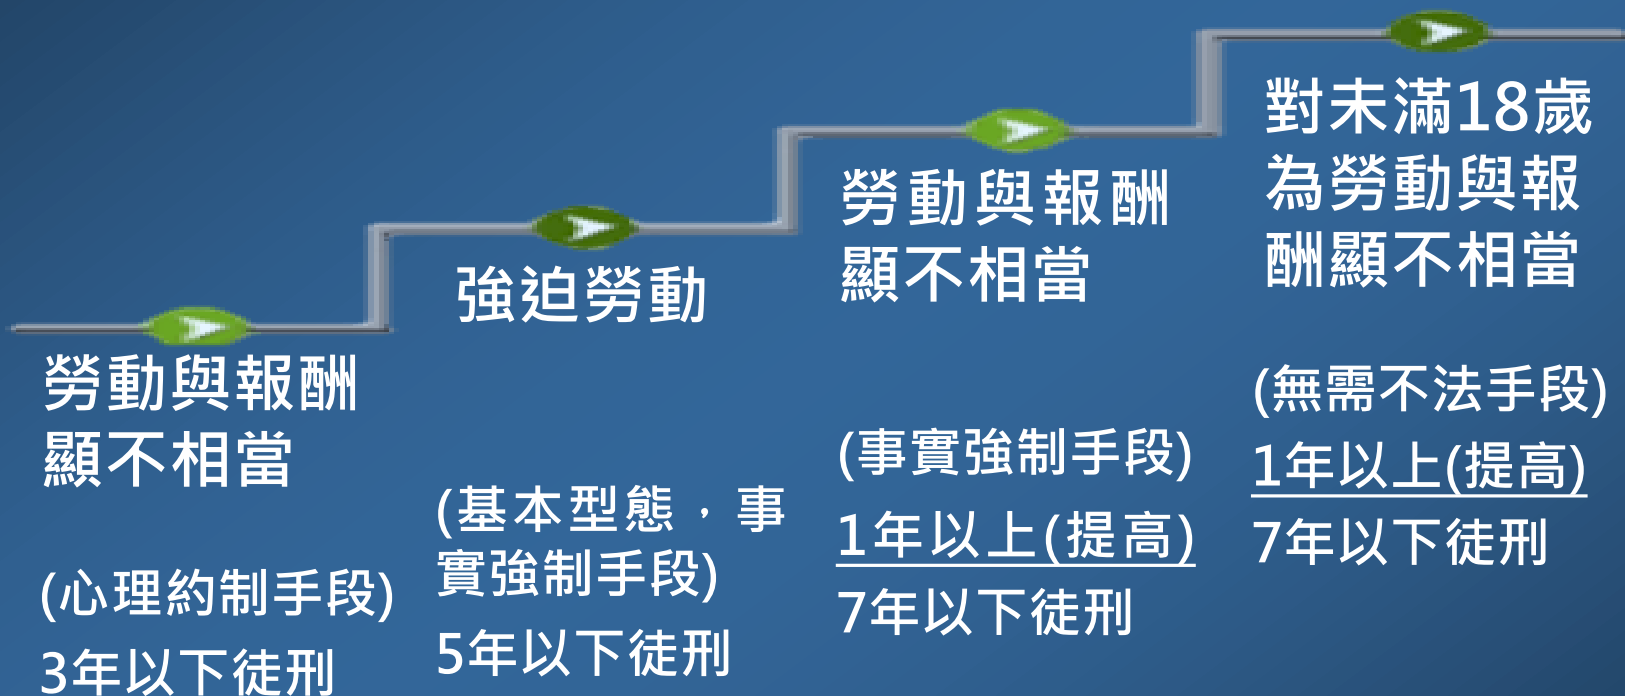 勞動與報酬
顯不相當
(心理約制手段)
3年以下徒刑
強迫勞動
(基本型態，事
實強制手段)
5年以下徒刑
勞動與報酬
顯不相當
(事實強制手段)
1年以上(提高)
7年以下徒刑
對未滿18歲
為勞動與報
酬顯不相當
(無需不法手段)
1年以上(提高)
7年以下徒刑